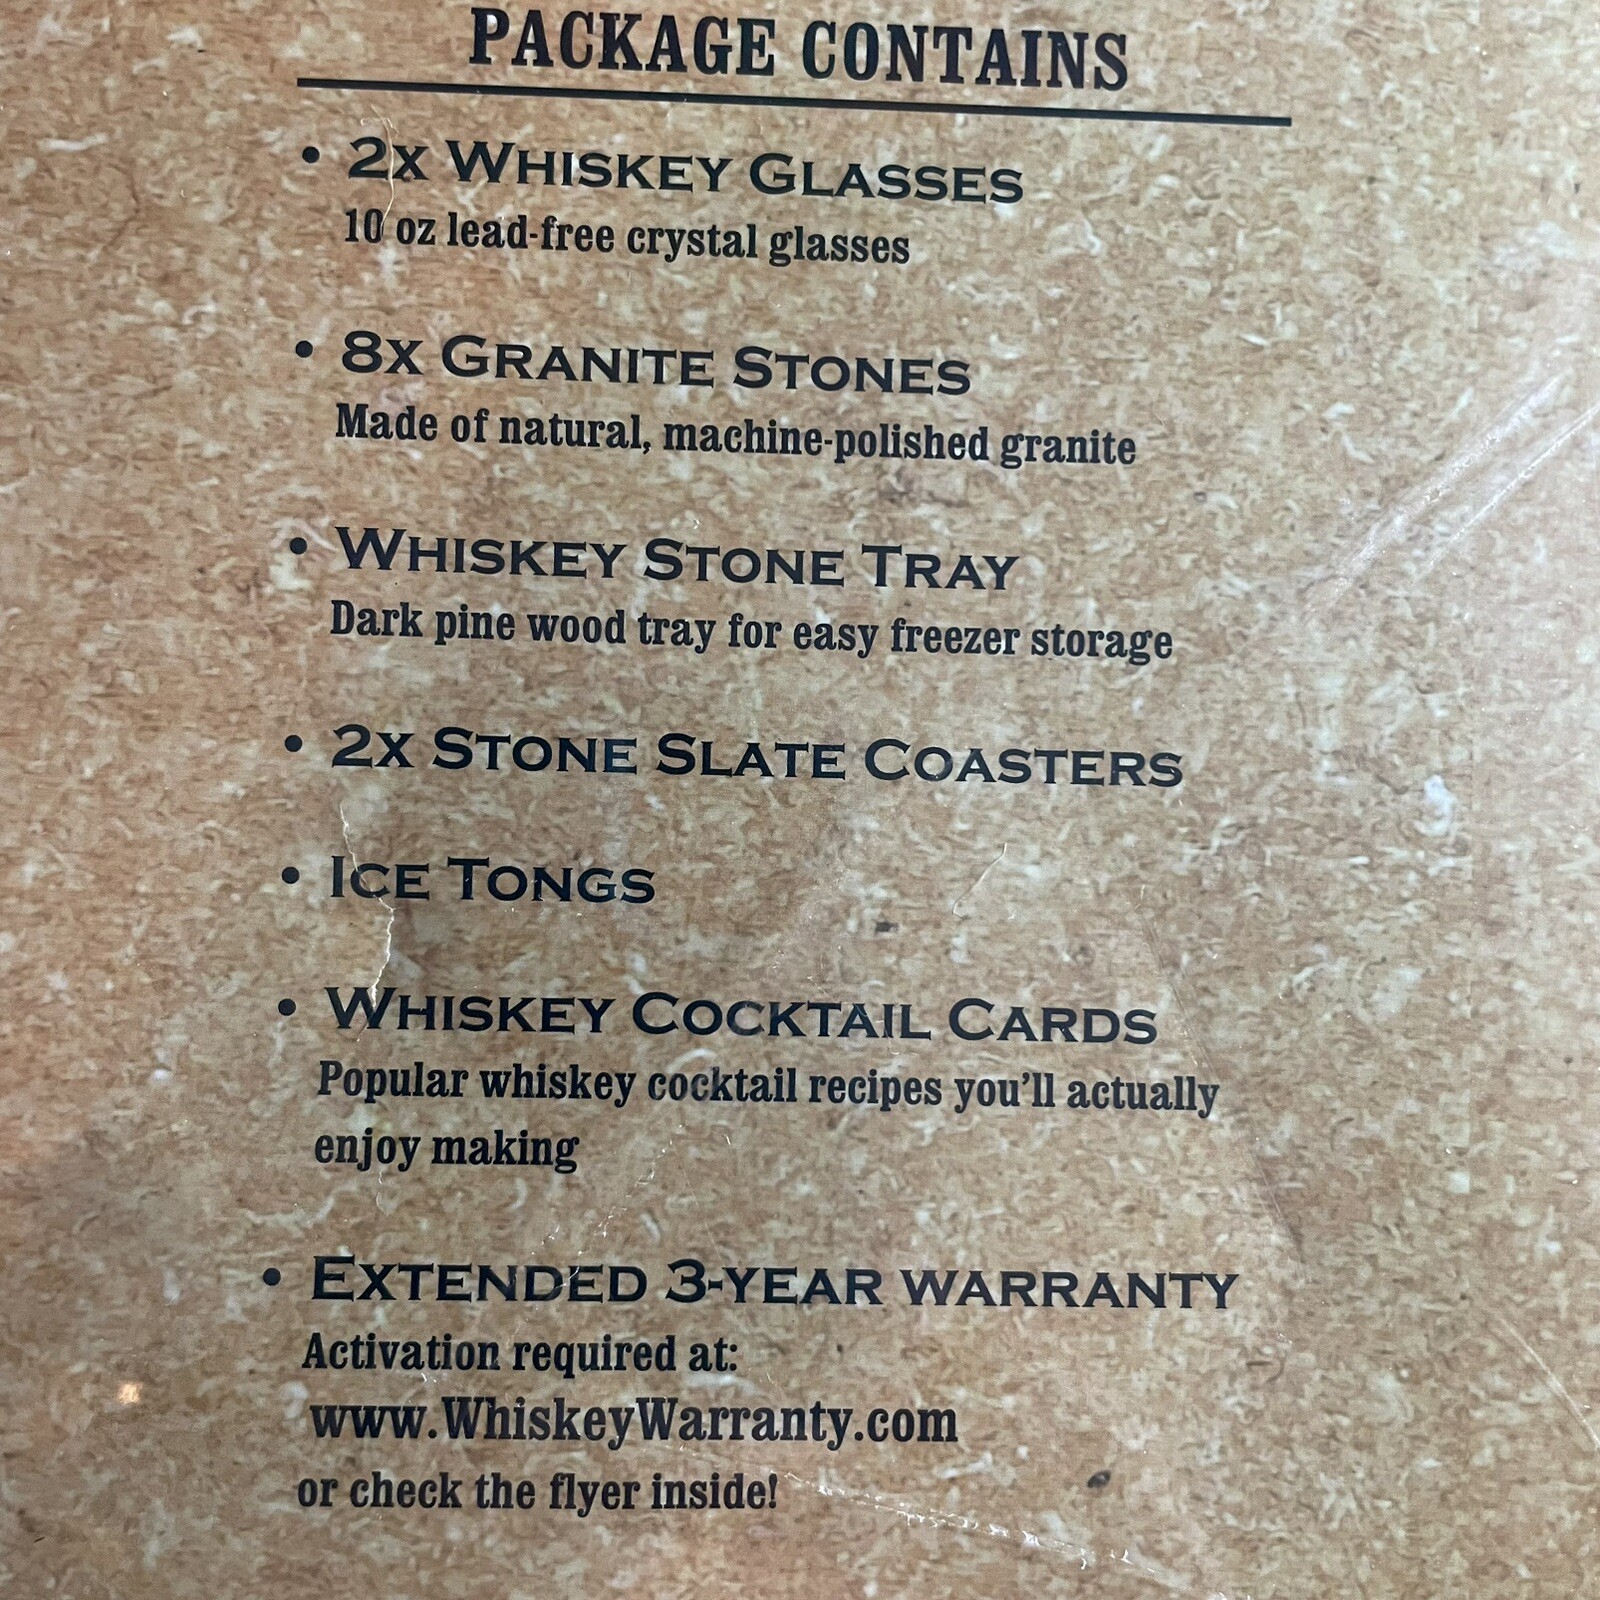 PACKAGE CONTAINS
• 2x Whiskey Glasses
10 oz lead-free crystal glasses
• 8x Granite Stones
Made of natural, machine-polished granite
• Whiskey Stone Tray
Dark pine wood tray for easy freezer storage
• 2x Stone Slate Coasters
• Ice Tongs
• Whiskey Cocktail Cards
Popular whiskey cocktail recipes you'll actually
enjoy making
• Extended 3-year warranty
Activation required at:
www.WhiskeyWarranty.com
or check the flyer inside!